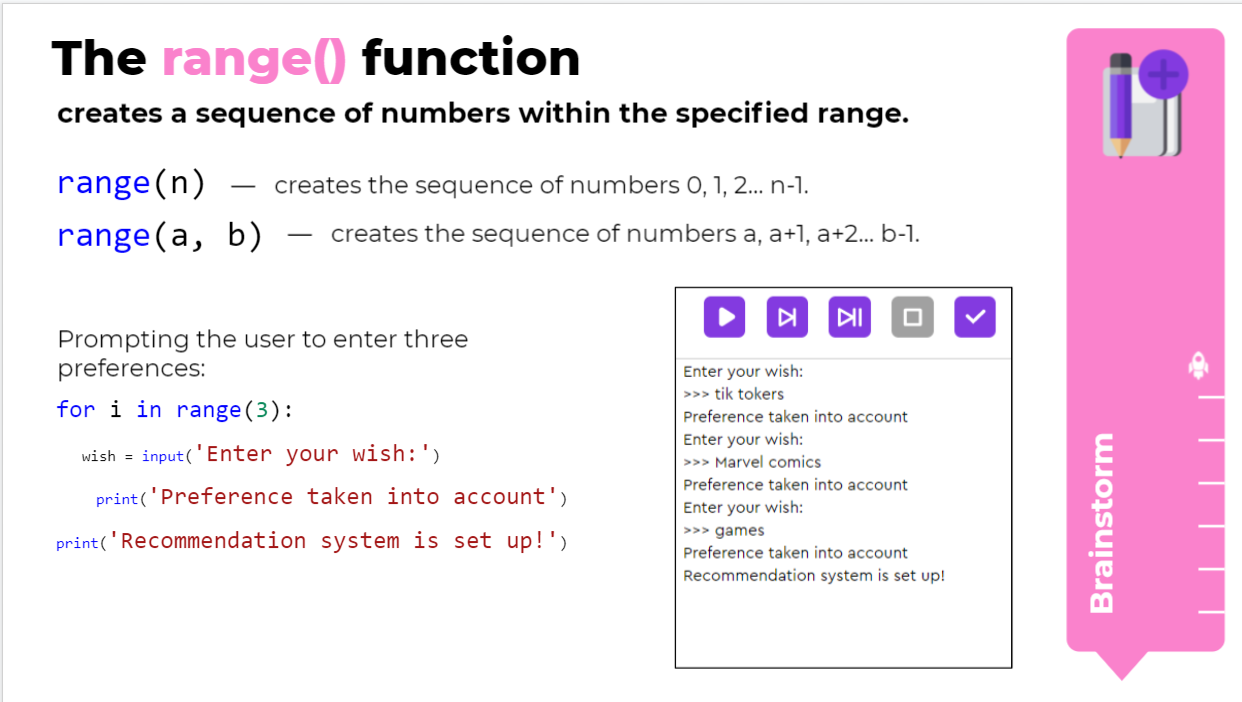 The range() function
creates a sequence of numbers within the specified range.
range(n) — creates the sequence of numbers 0, 1, 2... n-1.
range(a, b) — creates the sequence of numbers a, a+1, a+2... b-1.
Prompting the user to enter three
preferences:
for i in range(3):
wish = input('Enter your wish:')
print('Preference taken into account')
print('Recommendation system is set up!')
Enter your wish:
>>> tik tokers
Preference taken into account
Enter your wish:
>>> Marvel comics
Preference taken into account
Enter your wish:
>>> games
Preference taken into account
Recommendation system is set up!
Brainstorm